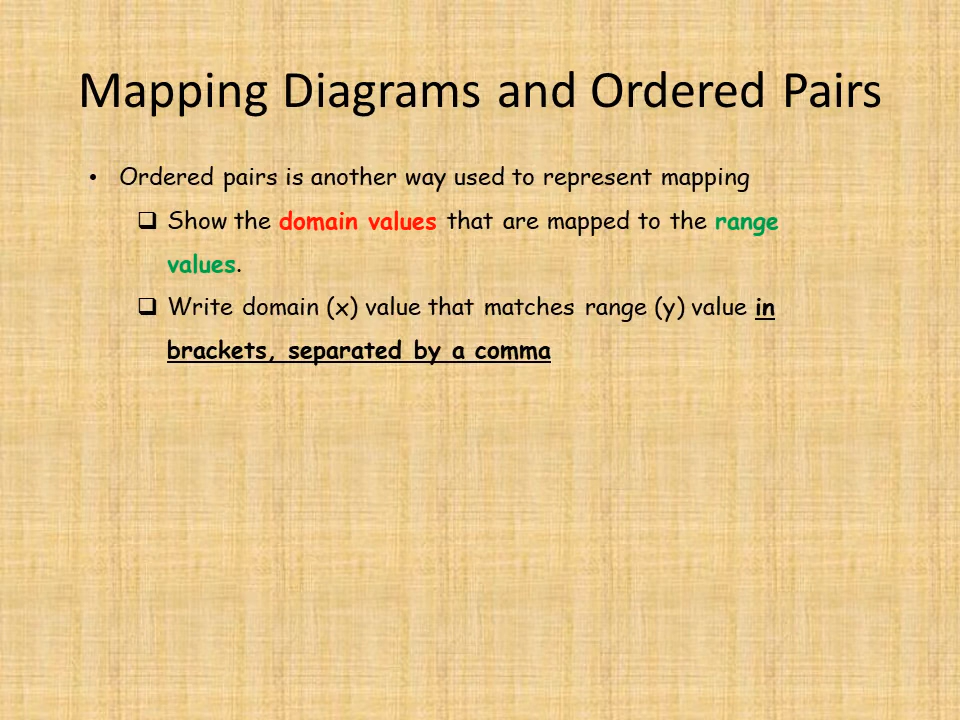 Mapping Diagrams and Ordered Pairs
• Ordered pairs is another way used to represent mapping
❑ Show the domain values that are mapped to the range
values.
❑ Write domain (x) value that matches range (y) value in
brackets, separated by a comma